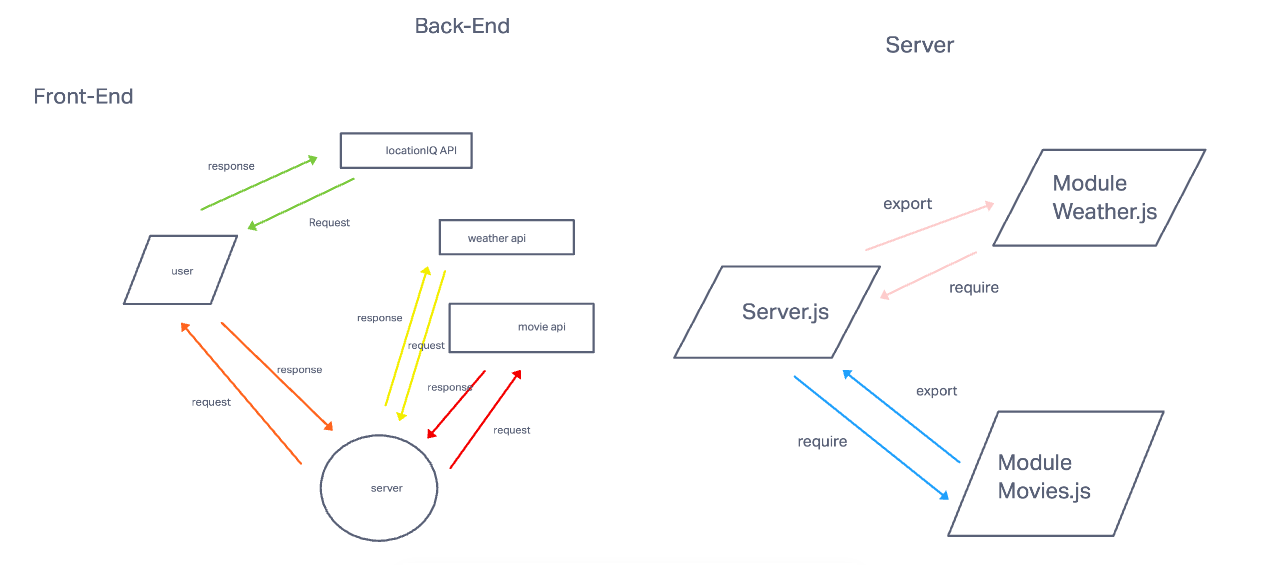 Back-End
Server
Front-End
locationIQ API
response
Request
weather api
user
response
movie api
request
response
response
request
request
server
Module
Weather.js
export
require
Server.js
export
require
Module
Movies.js